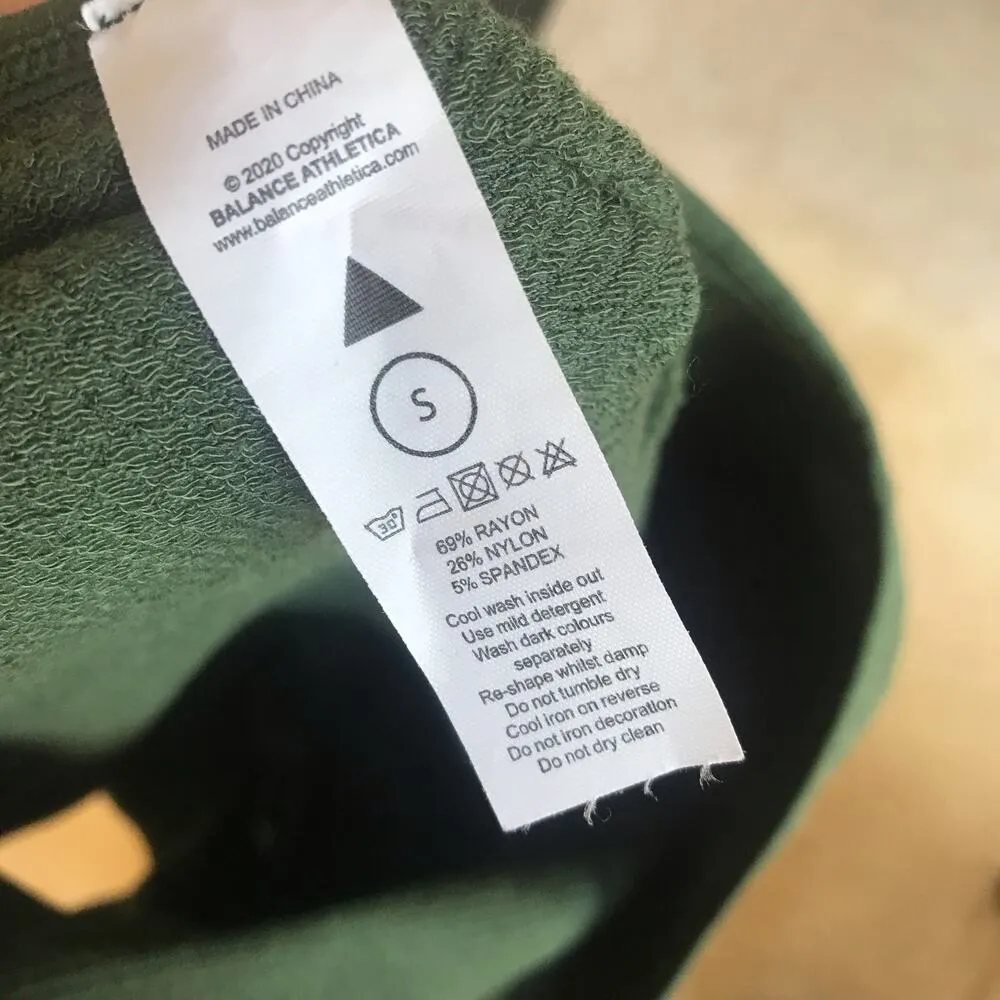 MADE IN CHINA
© 2020 Copyright
BALANCE ATHLETICA
www.balanceathletica.com
S
30°
69% RAYON
26% NYLON
5% SPANDEX
Cool wash inside out
Use mild detergent
Wash dark colours
separately
Re-shape whilst damp
Do not tumble dry
Cool iron on reverse
Do not iron decoration
Do not dry clean